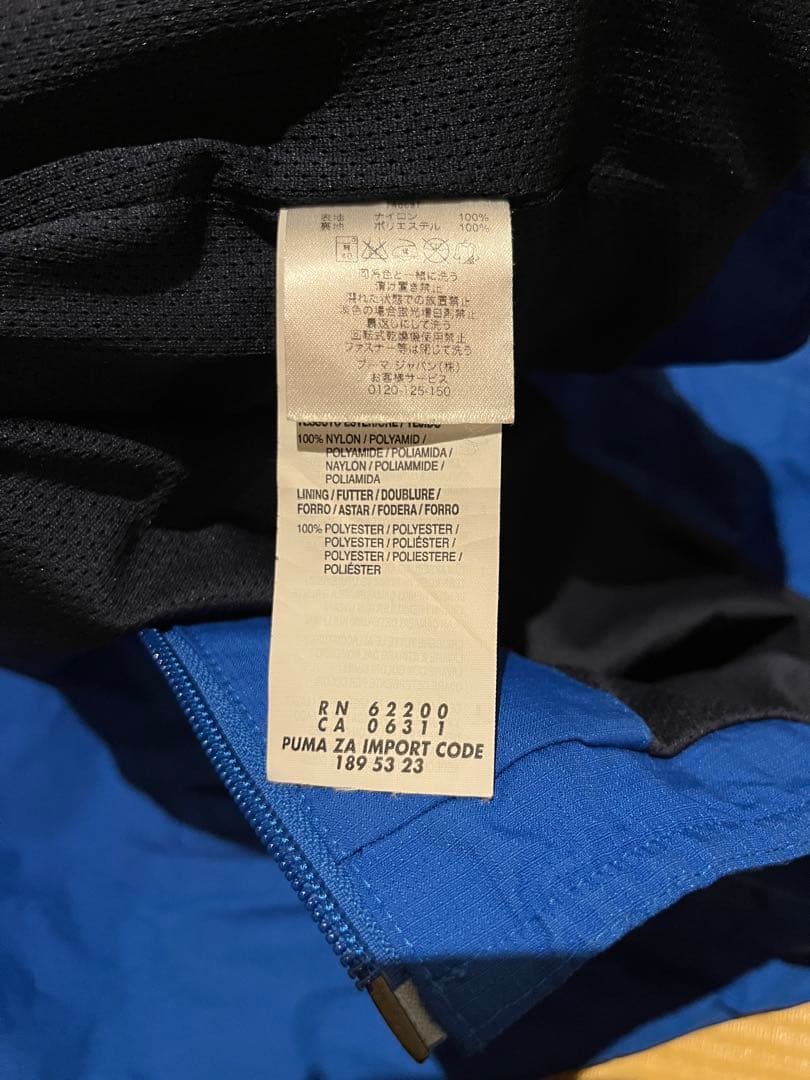 表地 ナイロン 100%
裏地 ポリエステル 100%
同系色と一緒に洗う
漬け置き禁止
濡れた状態での放置禁止
淡色の場合蛍光増白剤禁止
裏返しにして洗う
回転式乾燥機使用禁止
ファスナー等は閉じて洗う
プーマ ジャパン(株)
お客様サービス
0120-125-150
TESSUTO ESTERIORE / TEJIDO
100% NYLON / POLYAMID /
POLYAMIDE / POLIAMIDA /
NAYLON / POLIAMMIDE /
POLIAMIDA
LINING / FUTTER / DOUBLURE /
FORRO / ASTAR / FODERA / FORRO
100% POLYESTER / POLYESTER /
POLYESTER / POLIÉSTER /
POLYESTER / POLIESTERE /
POLIÉSTER
RN 62200
CA 06311
PUMA ZA IMPORT CODE
189 53 23